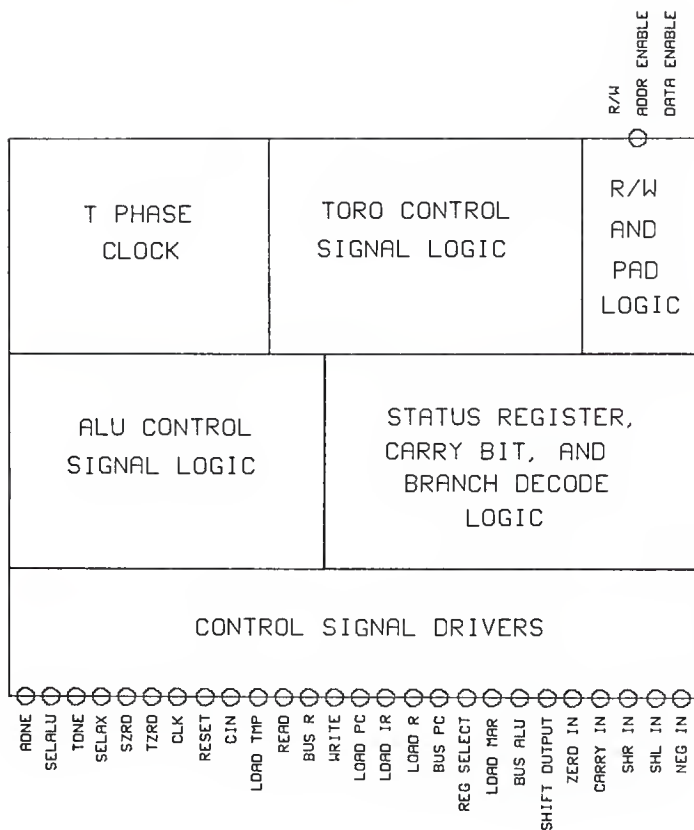 R/W
ADDR ENABLE
DATA ENABLE
T PHASE
CLOCK
TORO CONTROL
SIGNAL LOGIC
R/W
AND
PAD
LOGIC
ALU CONTROL
SIGNAL LOGIC
STATUS REGISTER,
CARRY BIT, AND
BRANCH DECODE
LOGIC
CONTROL SIGNAL DRIVERS
AONE
SELALU
TONE
SELAX
SZRO
TZRO
CLK
RESET
CIN
LOAD TMP
READ
BUS R
WRITE
LOAD PC
LOAD IR
LOAD R
BUS PC
REG SELECT
LOAD MAR
BUS ALU
SHIFT OUTPUT
ZERO IN
CARRY IN
SHR IN
SHL IN
NEG IN